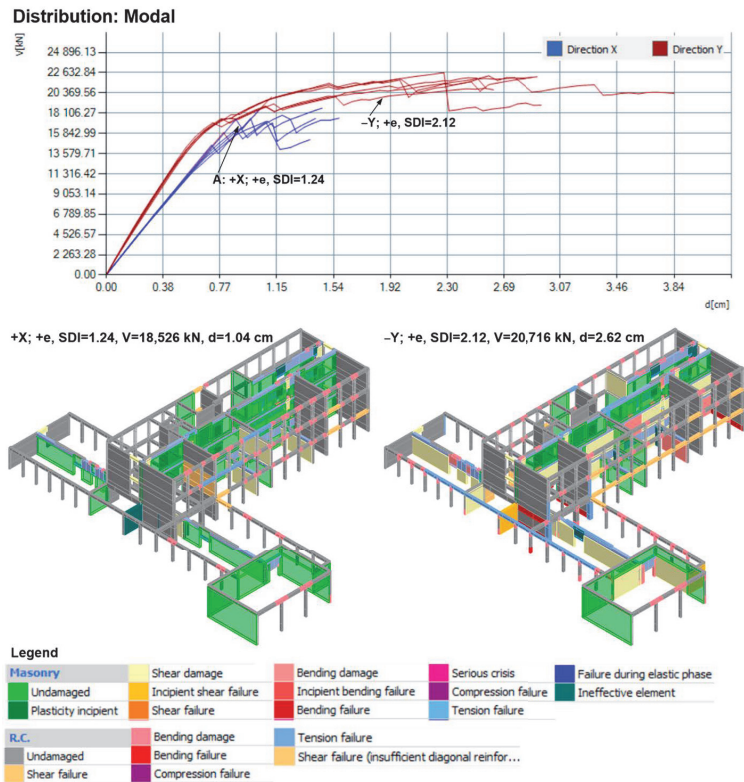 Distribution: Modal
V[kN]
24 896.13
22 632.84
20 369.56
18 106.27
15 842.99
13 579.71
11 316.42
9 053.14
6 789.85
4 526.57
2 263.28
0.00
Direction X Direction Y
–Y; +e, SDI=2.12
A: +X; +e, SDI=1.24
0.00 0.38 0.77 1.15 1.54 1.92 2.30 2.69 3.07 3.46 3.84
d[cm]
+X; +e, SDI=1.24, V=18,526 kN, d=1.04 cm
–Y; +e, SDI=2.12, V=20,716 kN, d=2.62 cm
Legend
Masonry Shear damage Bending damage Serious crisis Failure during elastic phase
Undamaged Incipient shear failure Incipient bending failure Compression failure Ineffective element
Plasticity incipient Shear failure Bending failure Tension failure
R.C. Bending damage Tension failure
Undamaged Bending failure Shear failure (insufficient diagonal reinfor...
Shear failure Compression failure